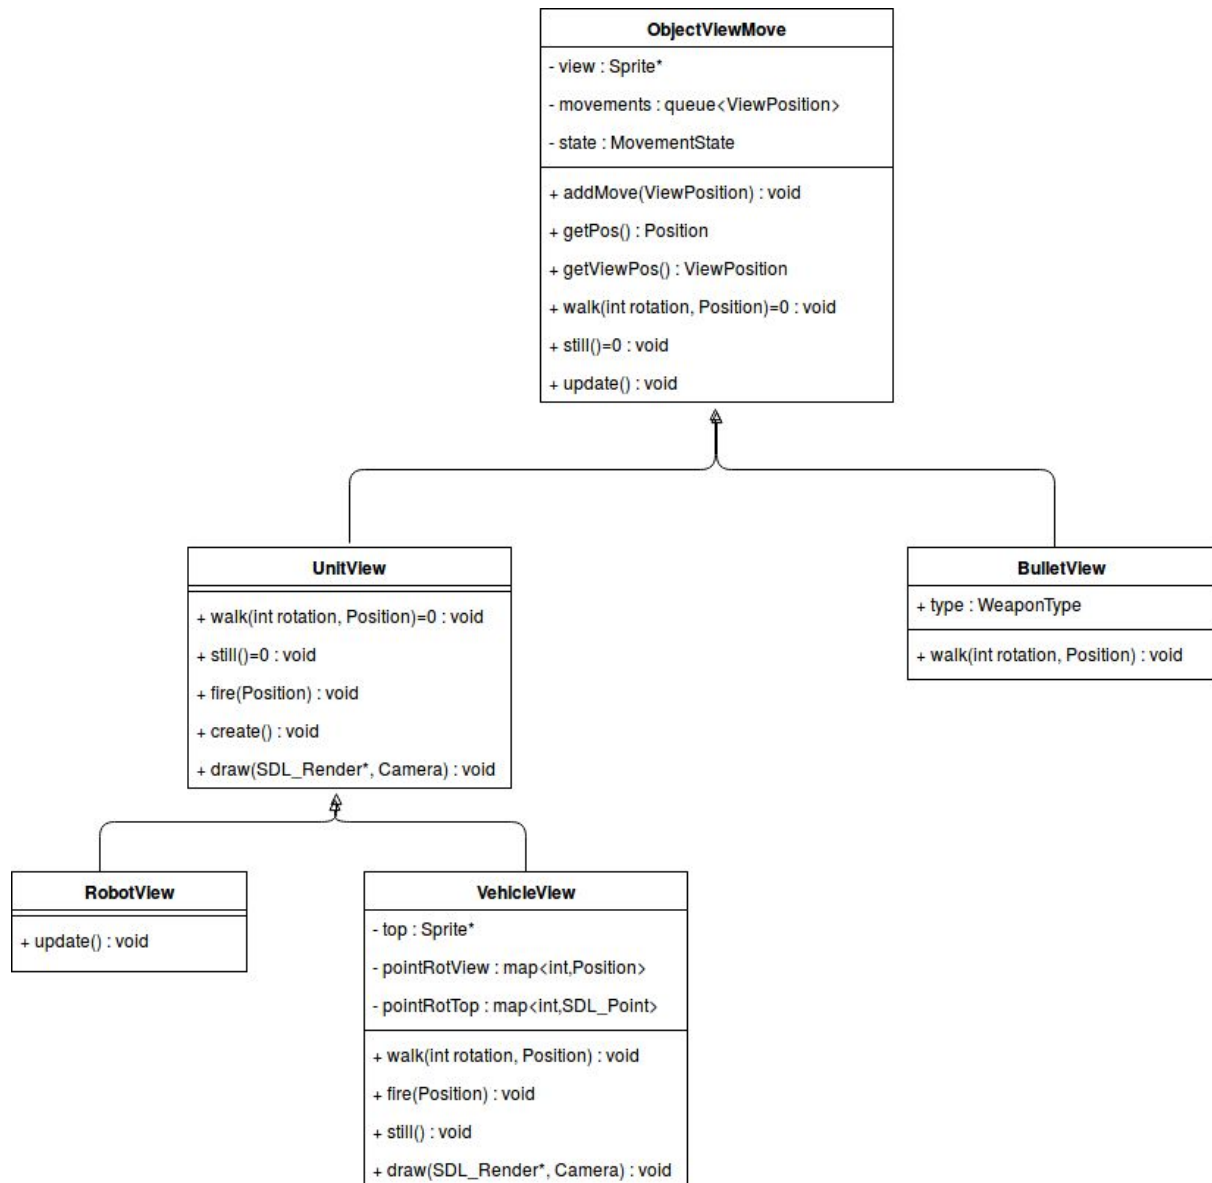 ObjectViewMove
- view : Sprite*
- movements : queue<ViewPosition>
- state : MovementState
+ addMove(ViewPosition) : void
+ getPos() : Position
+ getViewPos() : ViewPosition
+ walk(int rotation, Position)=0 : void
+ still()=0 : void
+ update() : void
UnitView
+ walk(int rotation, Position)=0 : void
+ still()=0 : void
+ fire(Position) : void
+ create() : void
+ draw(SDL_Render*, Camera) : void
BulletView
+ type : WeaponType
+ walk(int rotation, Position) : void
RobotView
+ update() : void
VehicleView
- top : Sprite*
- pointRotView : map<int,Position>
- pointRotTop : map<int,SDL_Point>
+ walk(int rotation, Position) : void
+ fire(Position) : void
+ still() : void
+ draw(SDL_Render*, Camera) : void